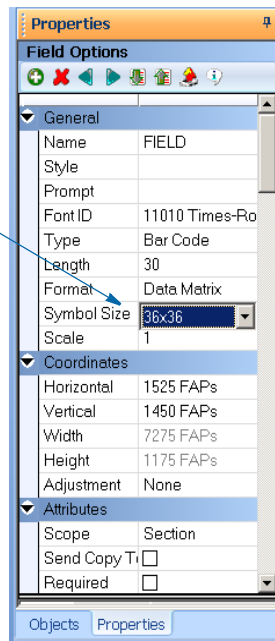 Properties
Field Options
General
Name FIELD
Style
Prompt
Font ID 11010 Times-Ro
Type Bar Code
Length 30
Format Data Matrix
Symbol Size 36x36
Scale 1
Coordinates
Horizontal 1525 FAPs
Vertical 1450 FAPs
Width 7275 FAPs
Height 1175 FAPs
Adjustment None
Attributes
Scope Section
Send Copy T
Required
Objects Properties